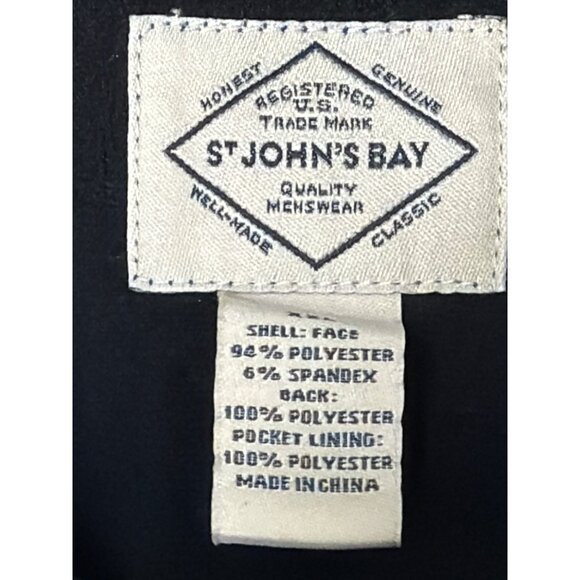 HONEST
GENUINE
REGISTERED
U.S.
TRADE MARK
ST JOHN'S BAY
QUALITY
MENSWEAR
WELL-MADE
CLASSIC
SHELL: FACE
94% POLYESTER
6% SPANDEX
BACK:
100% POLYESTER
POCKET LINING:
100% POLYESTER
MADE IN CHINA